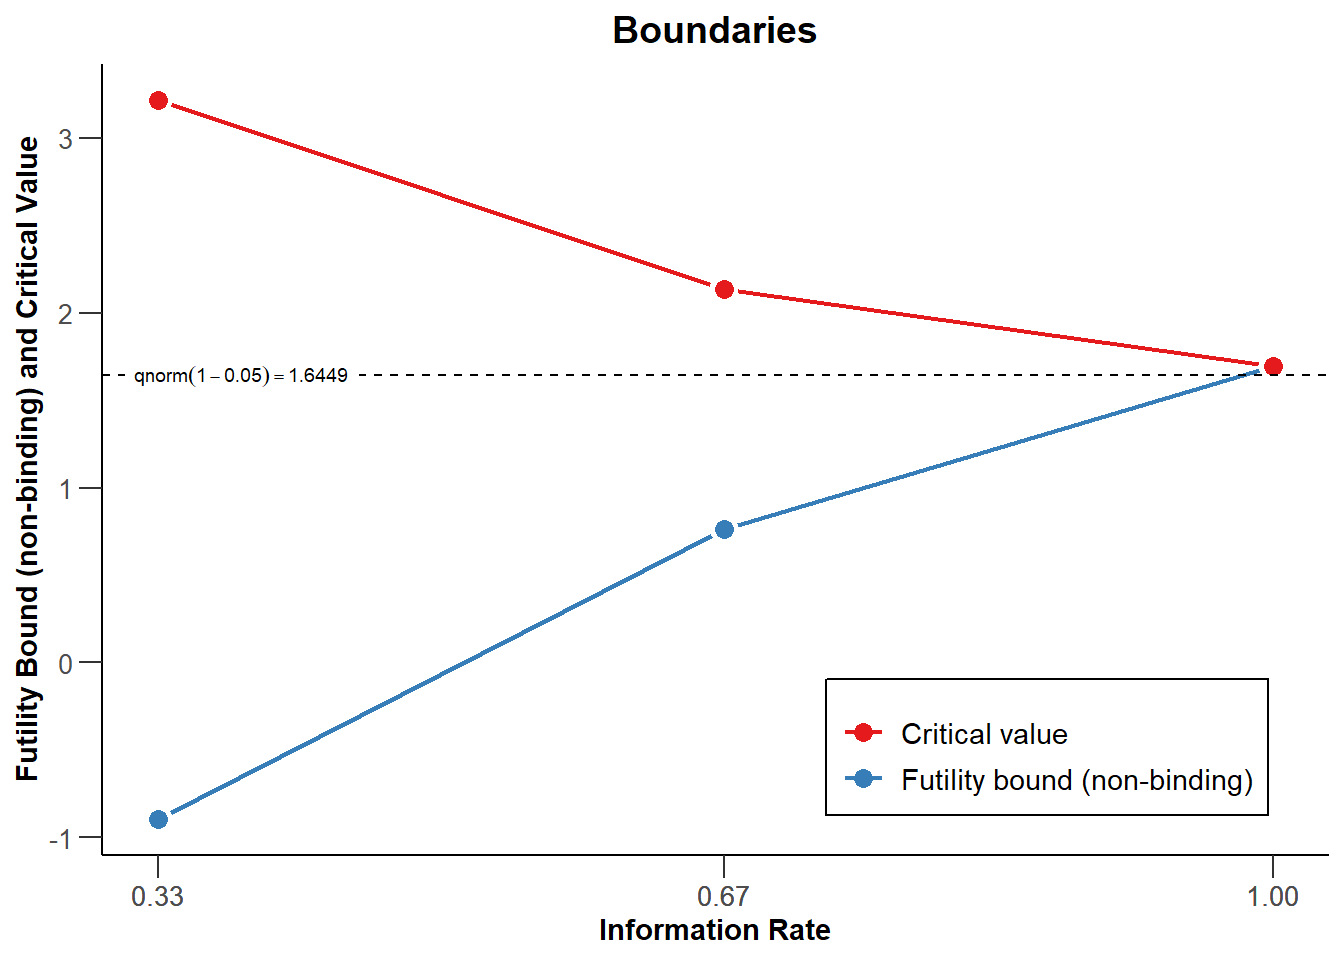 Boundaries
Futility Bound (non-binding) and Critical Value
3
2
qnorm(1 − 0.05) = 1.6449
1
0
-1
Critical value
Futility bound (non-binding)
0.33
0.67
1.00
Information Rate